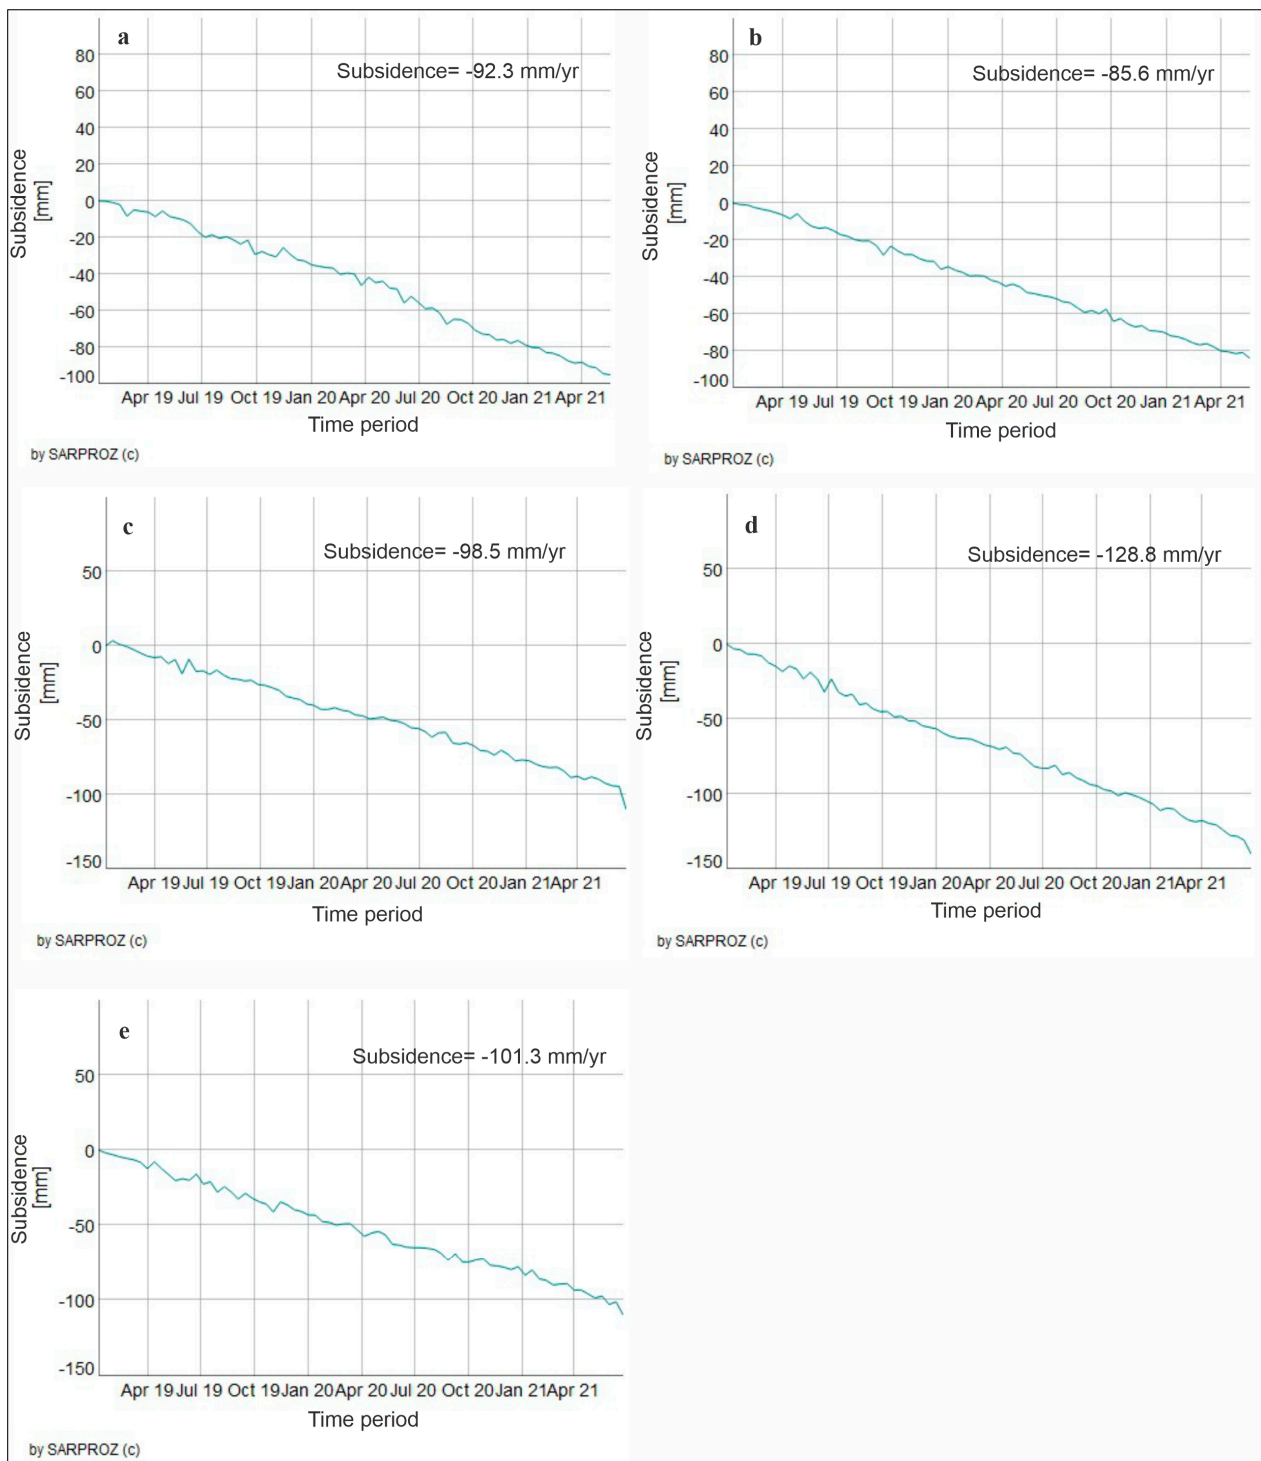 a
Subsidence= -92.3 mm/yr
80
60
40
20
0
-20
-40
-60
-80
-100
Subsidence
[mm]
Apr 19 Jul 19 Oct 19 Jan 20 Apr 20 Jul 20 Oct 20 Jan 21 Apr 21
Time period
by SARPROZ (c)
b
Subsidence= -85.6 mm/yr
80
60
40
20
0
-20
-40
-60
-80
-100
Subsidence
[mm]
Apr 19 Jul 19 Oct 19 Jan 20 Apr 20 Jul 20 Oct 20 Jan 21 Apr 21
Time period
by SARPROZ (c)
c
Subsidence= -98.5 mm/yr
50
0
-50
-100
-150
Subsidence
[mm]
Apr 19 Jul 19 Oct 19 Jan 20 Apr 20 Jul 20 Oct 20 Jan 21 Apr 21
Time period
by SARPROZ (c)
d
Subsidence= -128.8 mm/yr
50
0
-50
-100
-150
Subsidence
[mm]
Apr 19 Jul 19 Oct 19 Jan 20 Apr 20 Jul 20 Oct 20 Jan 21 Apr 21
Time period
by SARPROZ (c)
e
Subsidence= -101.3 mm/yr
50
0
-50
-100
-150
Subsidence
[mm]
Apr 19 Jul 19 Oct 19 Jan 20 Apr 20 Jul 20 Oct 20 Jan 21 Apr 21
Time period
by SARPROZ (c)